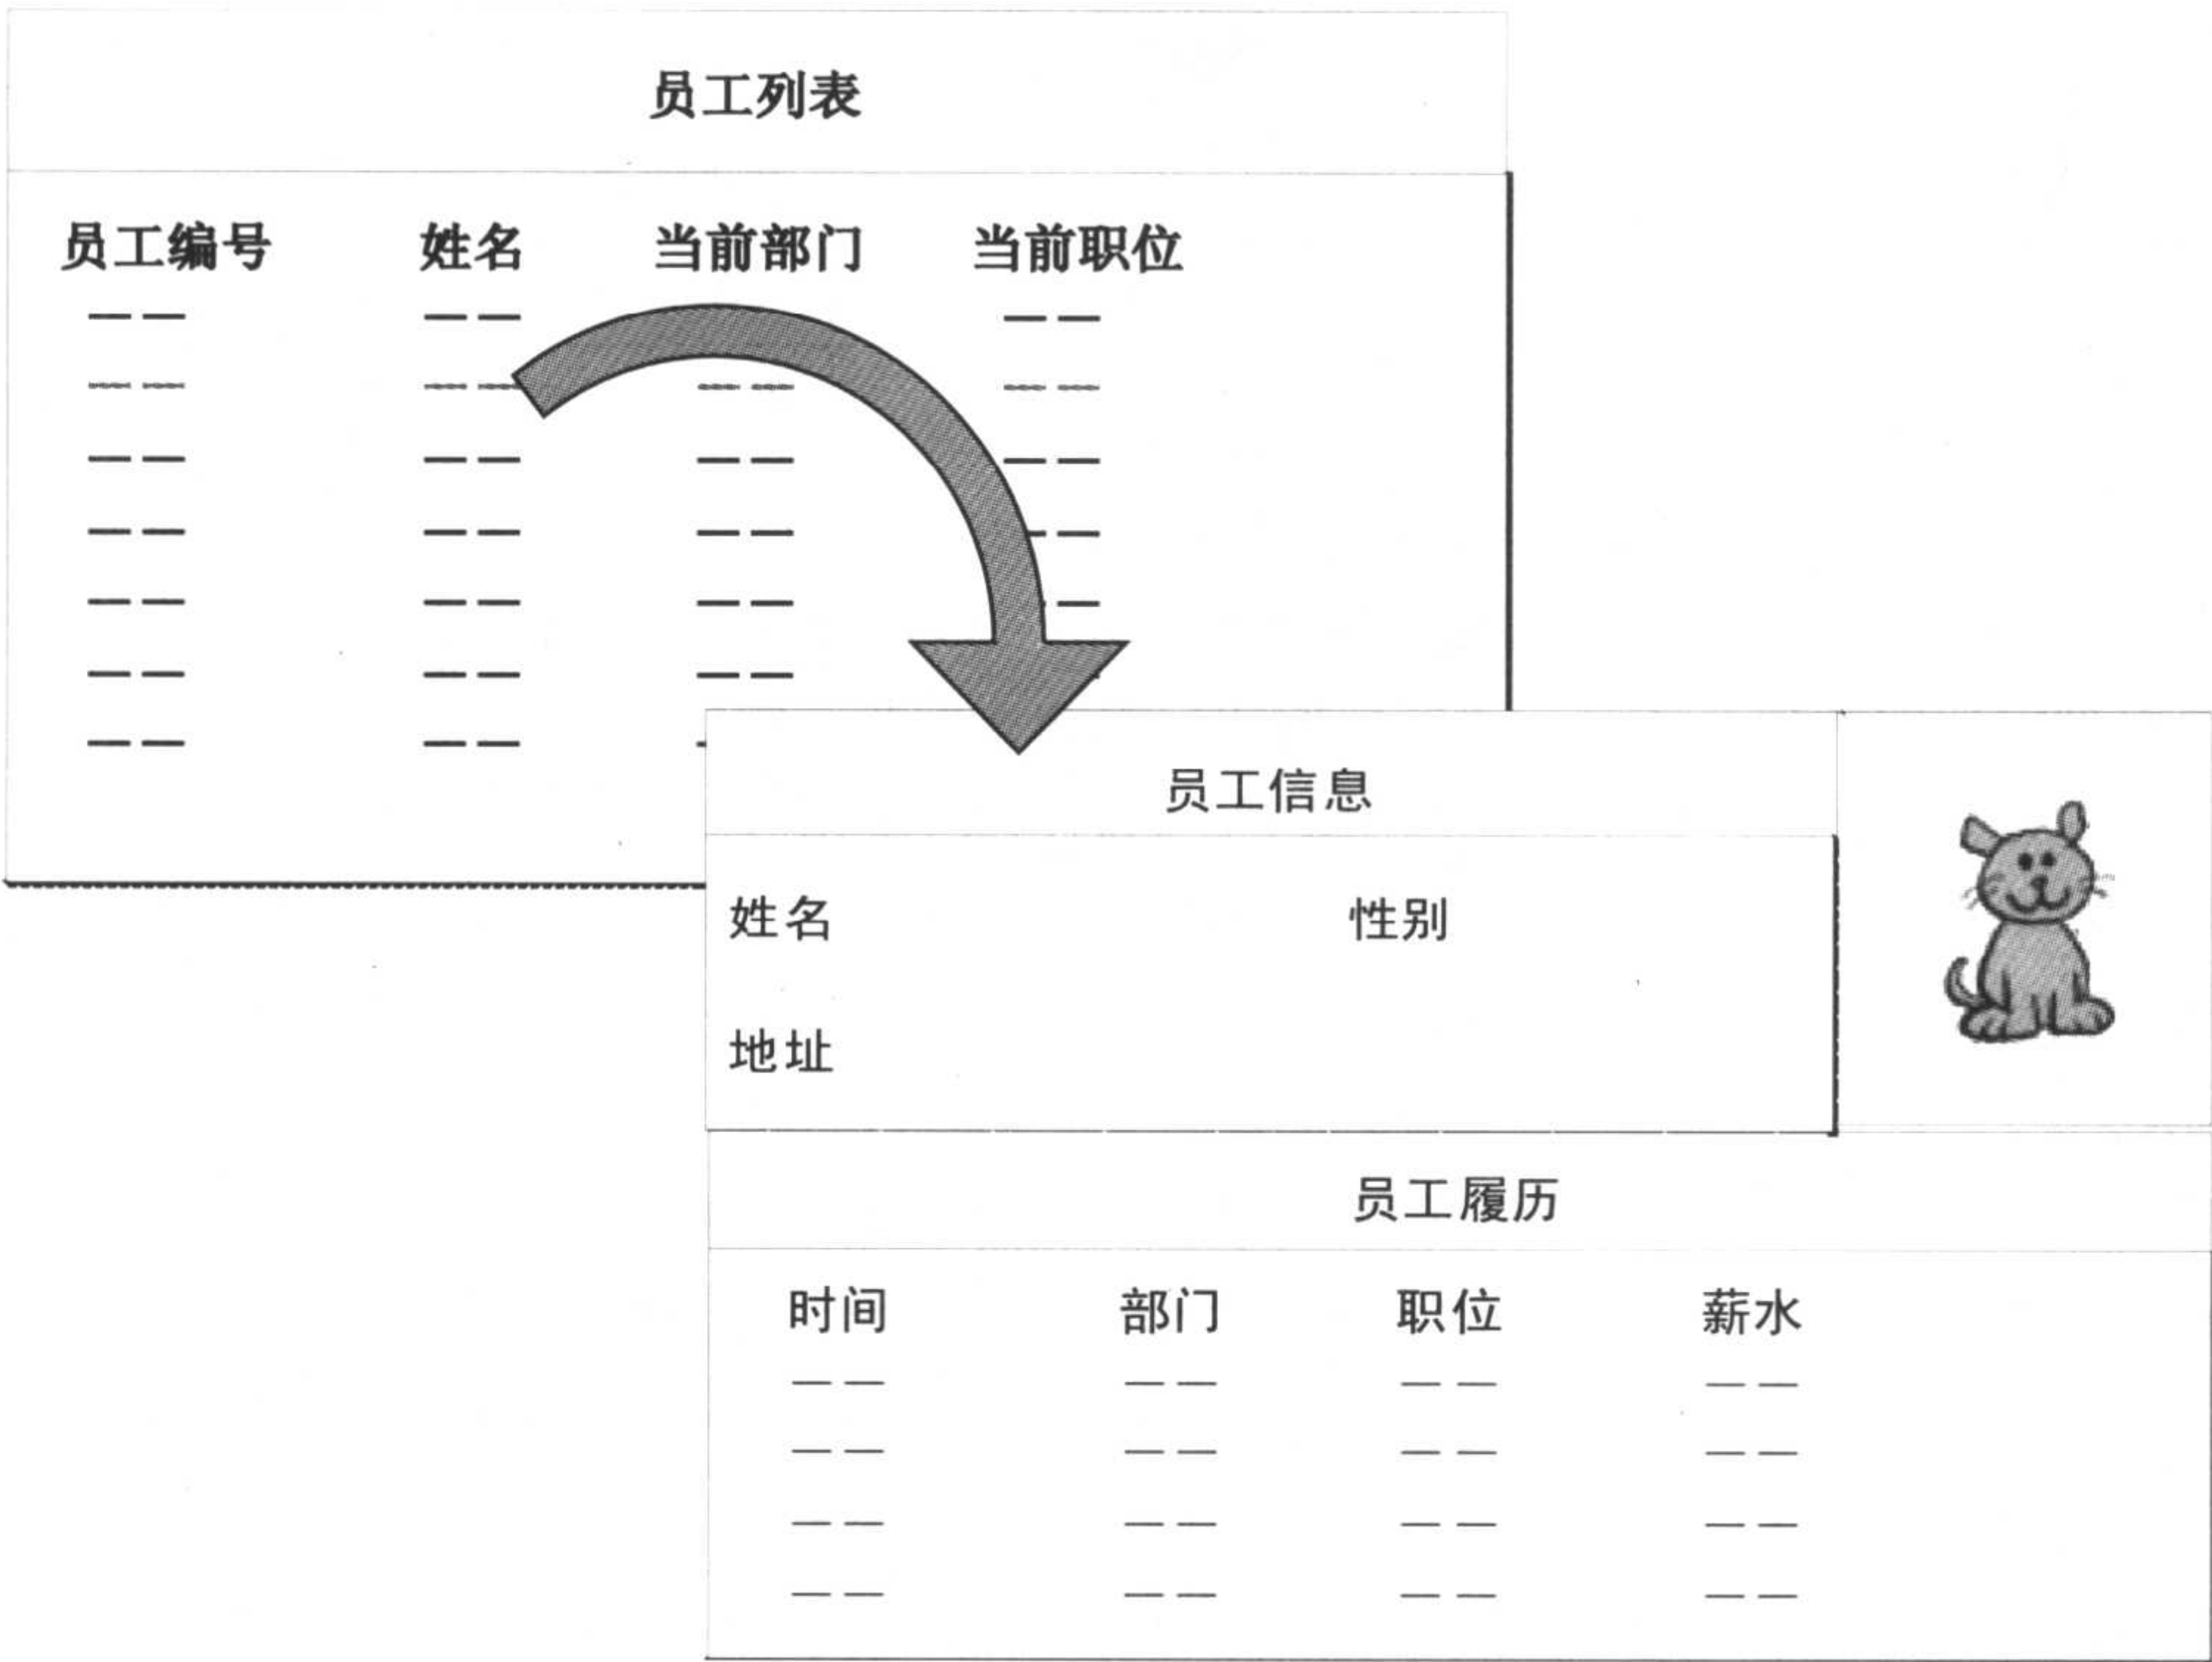 员工列表
员工编号 姓名 当前部门 当前职位
员工信息
姓名 性别
地址
员工履历
时间 部门 职位 薪水